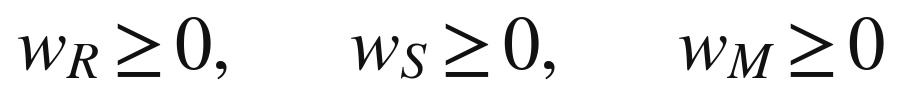 w_R ≥ 0, w_S ≥ 0, w_M ≥ 0